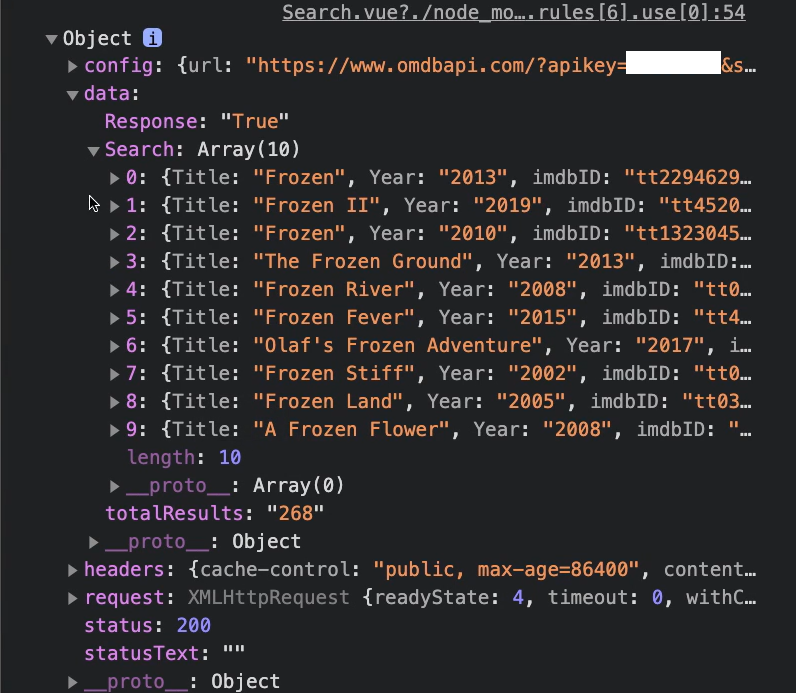 Search.vue?./node_mo….rules[6].use[0]:54
▼Object i
▶config: {url: "https://www.omdbapi.com/?apikey= &s…
▼data:
Response: "True"
▼Search: Array(10)
▶0: {Title: "Frozen", Year: "2013", imdbID: "tt2294629…
▶1: {Title: "Frozen II", Year: "2019", imdbID: "tt4520…
▶2: {Title: "Frozen", Year: "2010", imdbID: "tt1323045…
▶3: {Title: "The Frozen Ground", Year: "2013", imdbID:…
▶4: {Title: "Frozen River", Year: "2008", imdbID: "tt0…
▶5: {Title: "Frozen Fever", Year: "2015", imdbID: "tt4…
▶6: {Title: "Olaf's Frozen Adventure", Year: "2017", i…
▶7: {Title: "Frozen Stiff", Year: "2002", imdbID: "tt0…
▶8: {Title: "Frozen Land", Year: "2005", imdbID: "tt03…
▶9: {Title: "A Frozen Flower", Year: "2008", imdbID: "…
length: 10
▶__proto__: Array(0)
totalResults: "268"
▶__proto__: Object
▶headers: {cache-control: "public, max-age=86400", content…
▶request: XMLHttpRequest {readyState: 4, timeout: 0, withC…
status: 200
statusText: ""
▶__proto__: Object